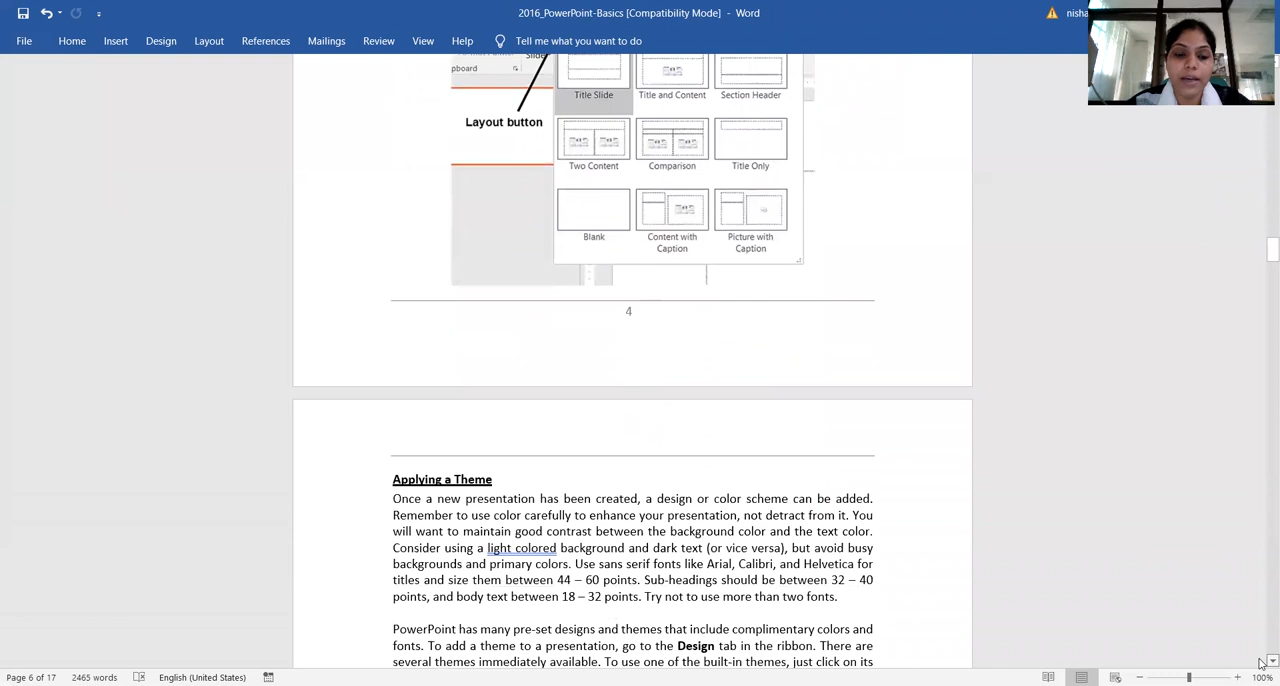 2016_PowerPoint-Basics [Compatibility Mode] - Word
nisha
File Home Insert Design Layout References Mailings Review View Help Tell me what you want to do
pboard
Title Slide Title and Content Section Header
Layout button
Two Content Comparison Title Only
Blank Content with Caption Picture with Caption
4
Applying a Theme
Once a new presentation has been created, a design or color scheme can be added.
Remember to use color carefully to enhance your presentation, not detract from it. You
will want to maintain good contrast between the background color and the text color.
Consider using a light colored background and dark text (or vice versa), but avoid busy
backgrounds and primary colors. Use sans serif fonts like Arial, Calibri, and Helvetica for
titles and size them between 44 – 60 points. Sub-headings should be between 32 – 40
points, and body text between 18 – 32 points. Try not to use more than two fonts.
PowerPoint has many pre-set designs and themes that include complimentary colors and
fonts. To add a theme to a presentation, go to the Design tab in the ribbon. There are
several themes immediately available. To use one of the built-in themes, just click on its
Page 6 of 17 2465 words English (United States) 100%